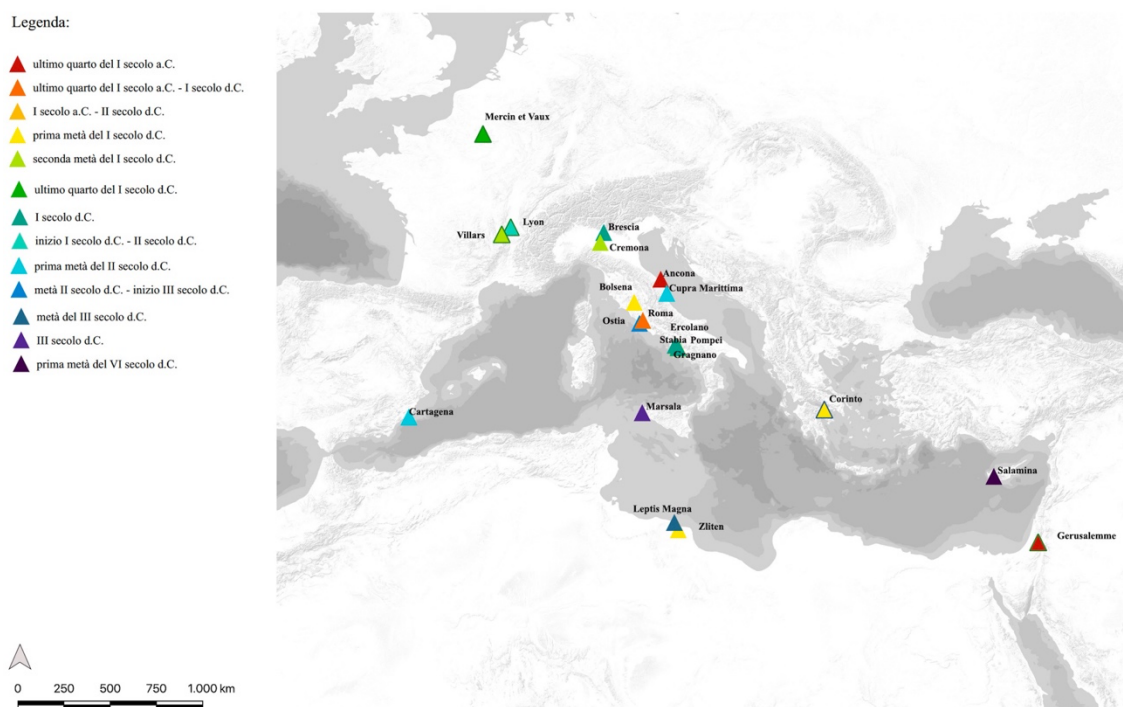 Legenda:
ultimo quarto del I secolo a.C.
ultimo quarto del I secolo a.C. - I secolo d.C.
I secolo a.C. - II secolo d.C.
prima metà del I secolo d.C.
seconda metà del I secolo d.C.
ultimo quarto del I secolo d.C.
I secolo d.C.
inizio I secolo d.C. - II secolo d.C.
prima metà del II secolo d.C.
metà II secolo d.C. - inizio III secolo d.C.
metà del III secolo d.C.
III secolo d.C.
prima metà del VI secolo d.C.
Mercin et Vaux
Lyon
Villars
Brescia
Cremona
Ancona
Bolsena
Cupra Marittima
Roma
Ostia
Ercolano
Stabia Pompei
Gragnano
Cartagena
Marsala
Corinto
Salamina
Leptis Magna
Zliten
Gerusalemme
0 250 500 750 1.000 km